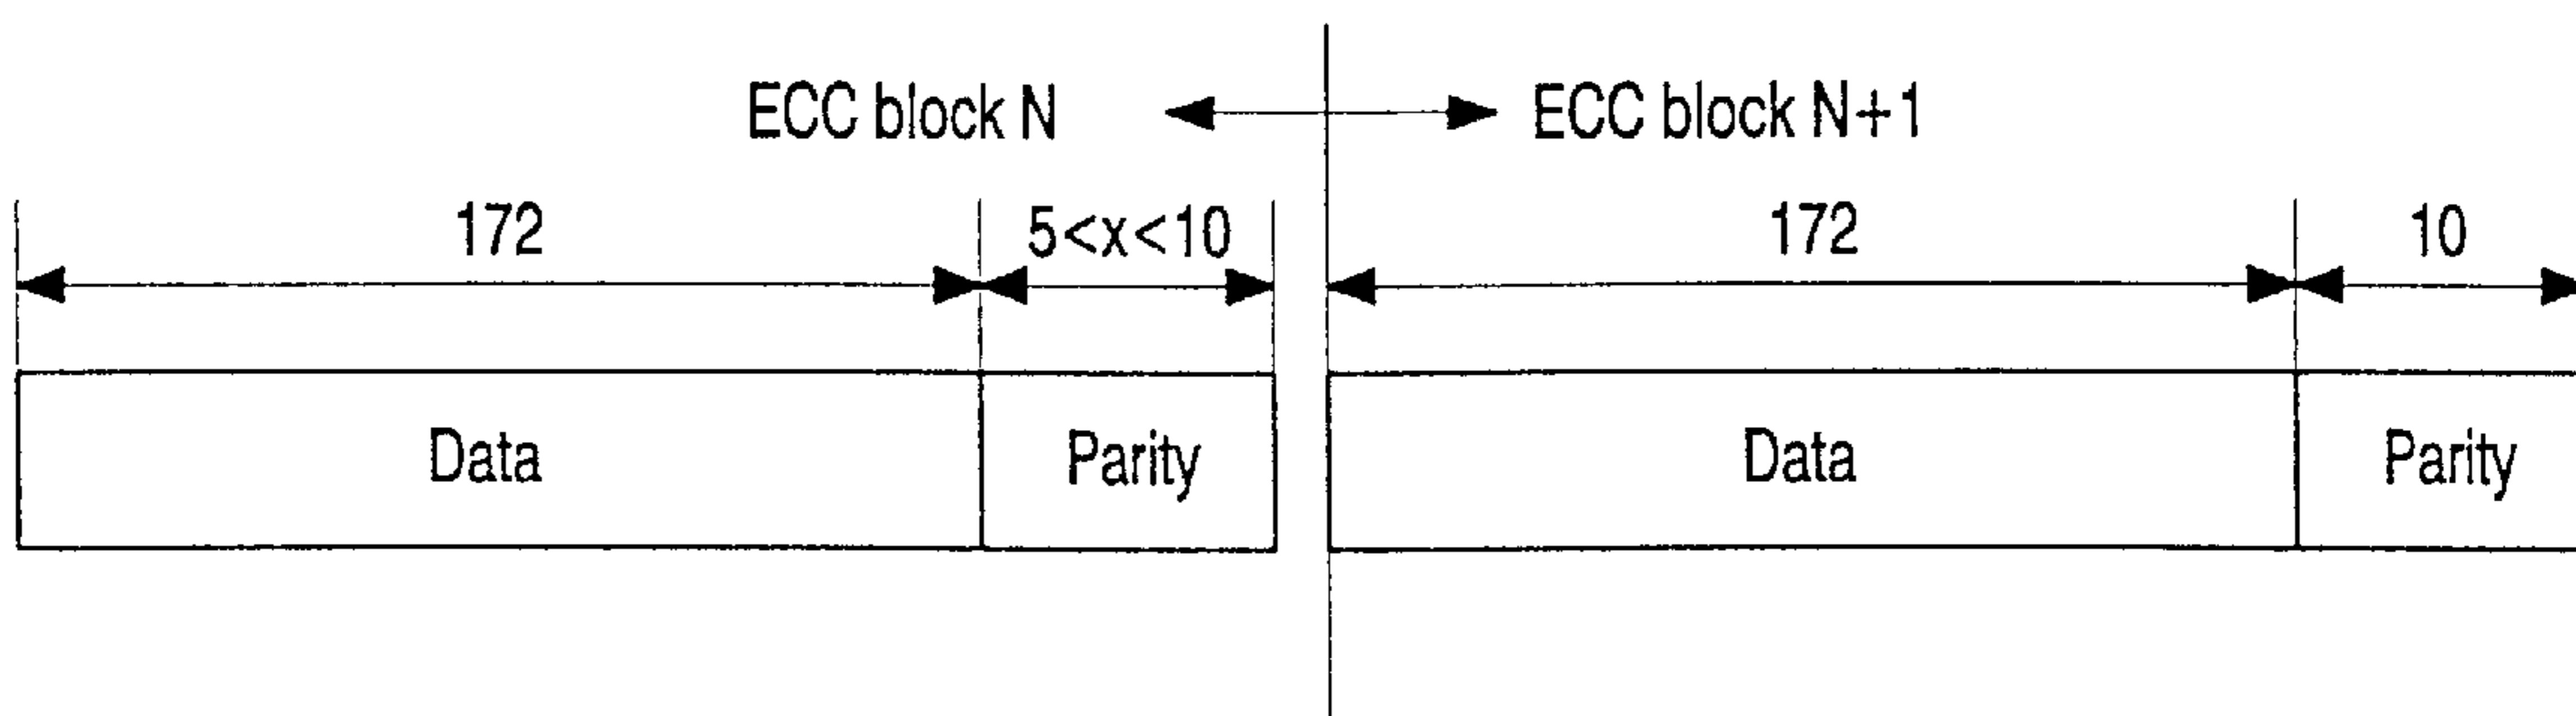 ECC block N
ECC block N+1
172
5<x<10
172
10
Data
Parity
Data
Parity